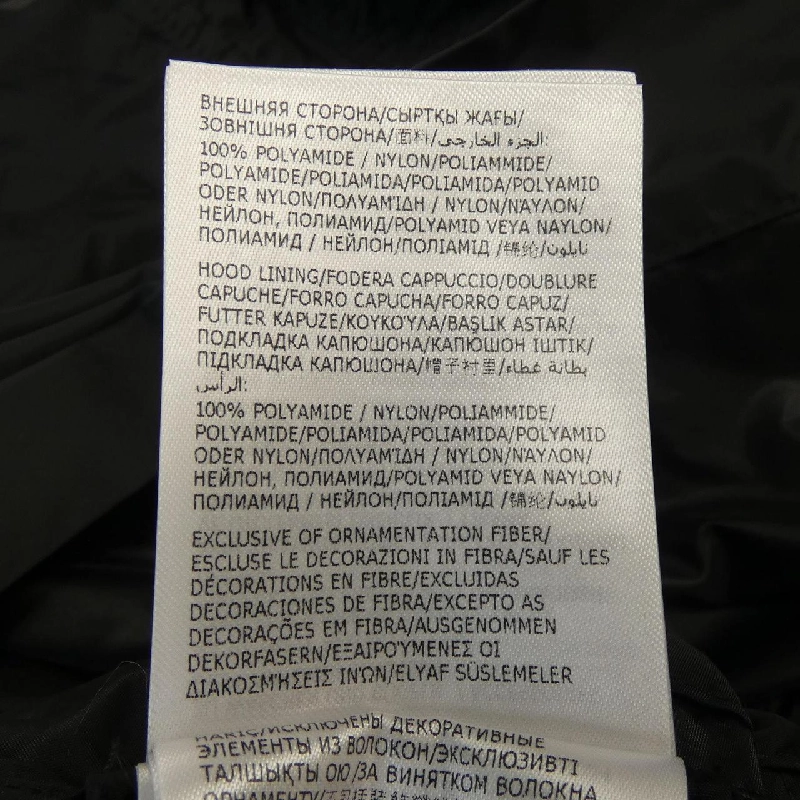 ВНЕШНЯЯ СТОРОНА/СЫРТҚЫ ЖАҒЫ/
ЗОВНІШНЯ СТОРОНА/面料/الجزء الخارجي:
100% POLYAMIDE / NYLON/POLIAMMIDE/
POLYAMIDE/POLIAMIDA/POLIAMIDA/POLYAMID
ODER NYLON/ΠΟΛΥΑΜΊΔΗ / NYLON/ΝΆΥΛΟΝ/
НЕЙЛОН, ПОЛИАМИД/POLYAMID VEYA NAYLON/
ПОЛИАМИД / НЕЙЛОН/ПОЛІАМІД /锦纶/نايلون
HOOD LINING/FODERA CAPPUCCIO/DOUBLURE
CAPUCHE/FORRO CAPUCHA/FORRO CAPUZ/
FUTTER KAPUZE/ΚΟΥΚΟΎΛΑ/BAŞLIK ASTAR/
ПОДКЛАДКА КАПЮШОНА/КАПЮШОН ІШТІК/
ПІДКЛАДКА КАПЮШОНА/帽子衬里/بطانة غطاء
الرأس:
100% POLYAMIDE / NYLON/POLIAMMIDE/
POLYAMIDE/POLIAMIDA/POLIAMIDA/POLYAMID
ODER NYLON/ΠΟΛΥΑΜΊΔΗ / NYLON/ΝΆΥΛΟΝ/
НЕЙЛОН, ПОЛИАМИД/POLYAMID VEYA NAYLON/
ПОЛИАМИД / НЕЙЛОН/ПОЛІАМІД /锦纶/نايلون
EXCLUSIVE OF ORNAMENTATION FIBER/
ESCLUSE LE DECORAZIONI IN FIBRA/SAUF LES
DÉCORATIONS EN FIBRE/EXCLUIDAS
DECORACIONES DE FIBRA/EXCEPTO AS
DECORAÇÕES EM FIBRA/AUSGENOMMEN
DEKORFASERN/ΕΞΑΙΡΟΎΜΕΝΕΣ ΟΙ
ΔΙΑΚΟΣΜΉΣΕΙΣ ΙΝΏΝ/ELYAF SÜSLEMELER
HARİÇ/ИСКЛЮЧЕНЫ ДЕКОРАТИВНЫЕ
ЭЛЕМЕНТЫ ИЗ ВОЛОКОН/ЭКСКЛЮЗИВТІ
ТАЛШЫҚТЫ ОЮ/ЗА ВИНЯТКОМ ВОЛОКНА
ОРНАМЕНТУ/